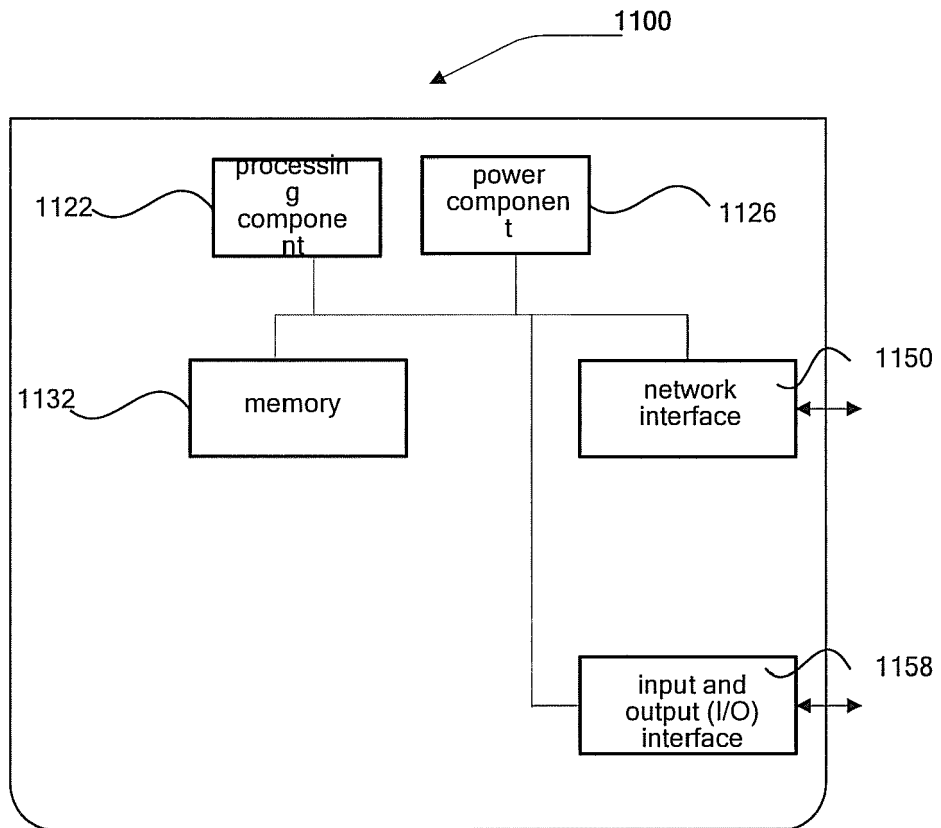 1100
processin
g
compone
nt
power
componen
t
1122
1126
1132
memory
network
interface
1150
input and
output (I/O)
interface
1158